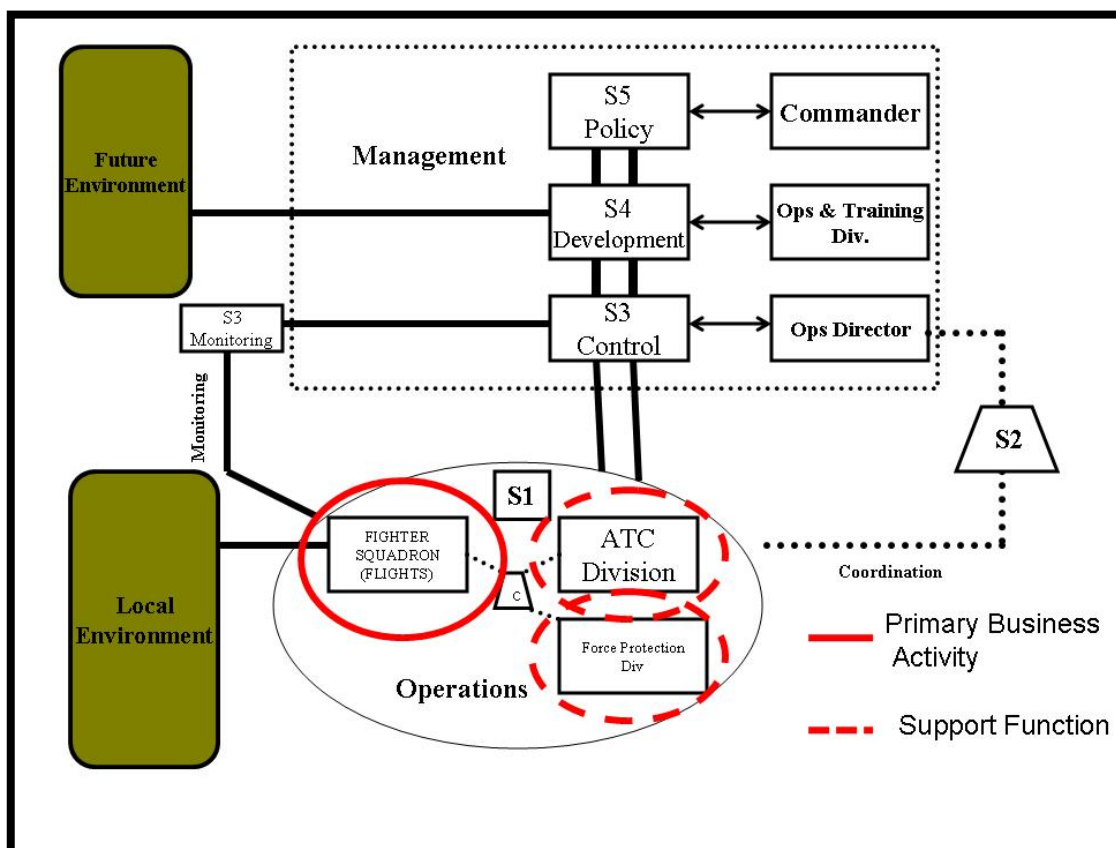 S5
Policy
Commander
Management
Future
Environment
S4
Development
Ops & Training
Div.
S3
Monitoring
S3
Control
Ops Director
Monitoring
S2
S1
FIGHTER
SQUADRON
(FLIGHTS)
ATC
Division
C
Coordination
Local
Environment
Force Protection
Div
Operations
Primary Business
Activity
Support Function